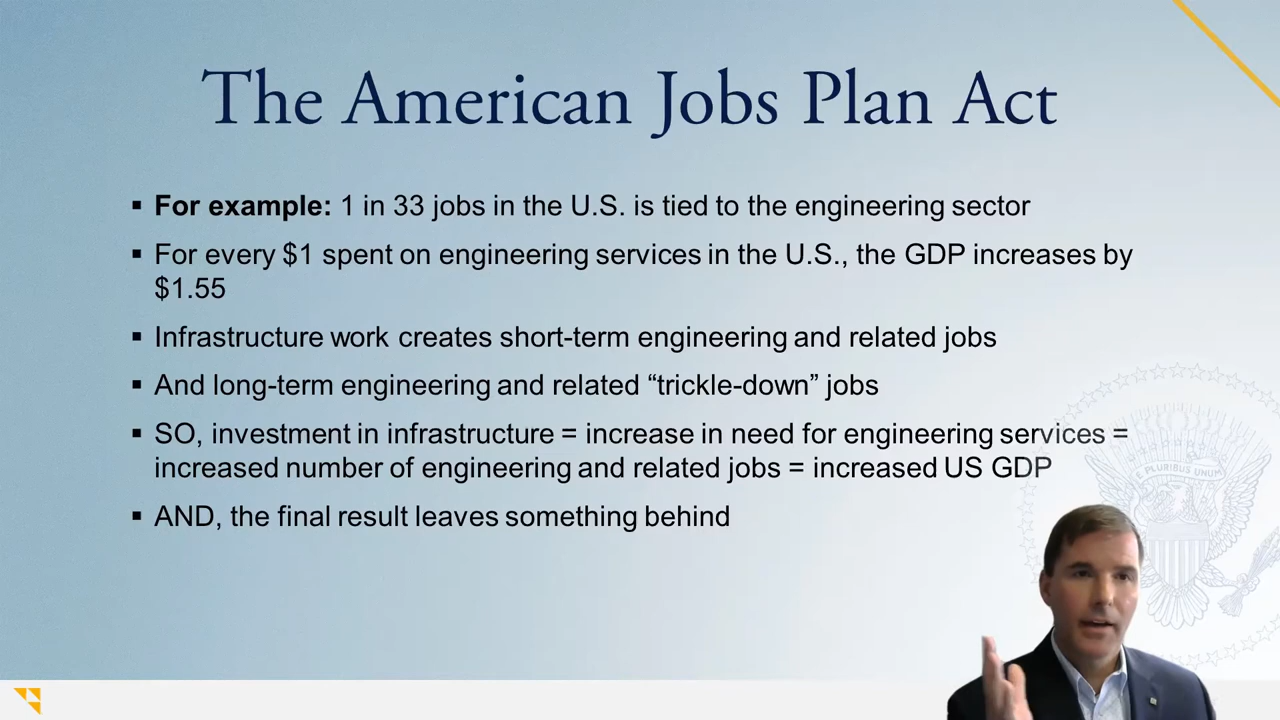 The American Jobs Plan Act
▪ For example: 1 in 33 jobs in the U.S. is tied to the engineering sector
▪ For every $1 spent on engineering services in the U.S., the GDP increases by
$1.55
▪ Infrastructure work creates short-term engineering and related jobs
▪ And long-term engineering and related “trickle-down” jobs
▪ SO, investment in infrastructure = increase in need for engineering services =
increased number of engineering and related jobs = increased US GDP
E PLURIBUS UNUM
▪ AND, the final result leaves something behind